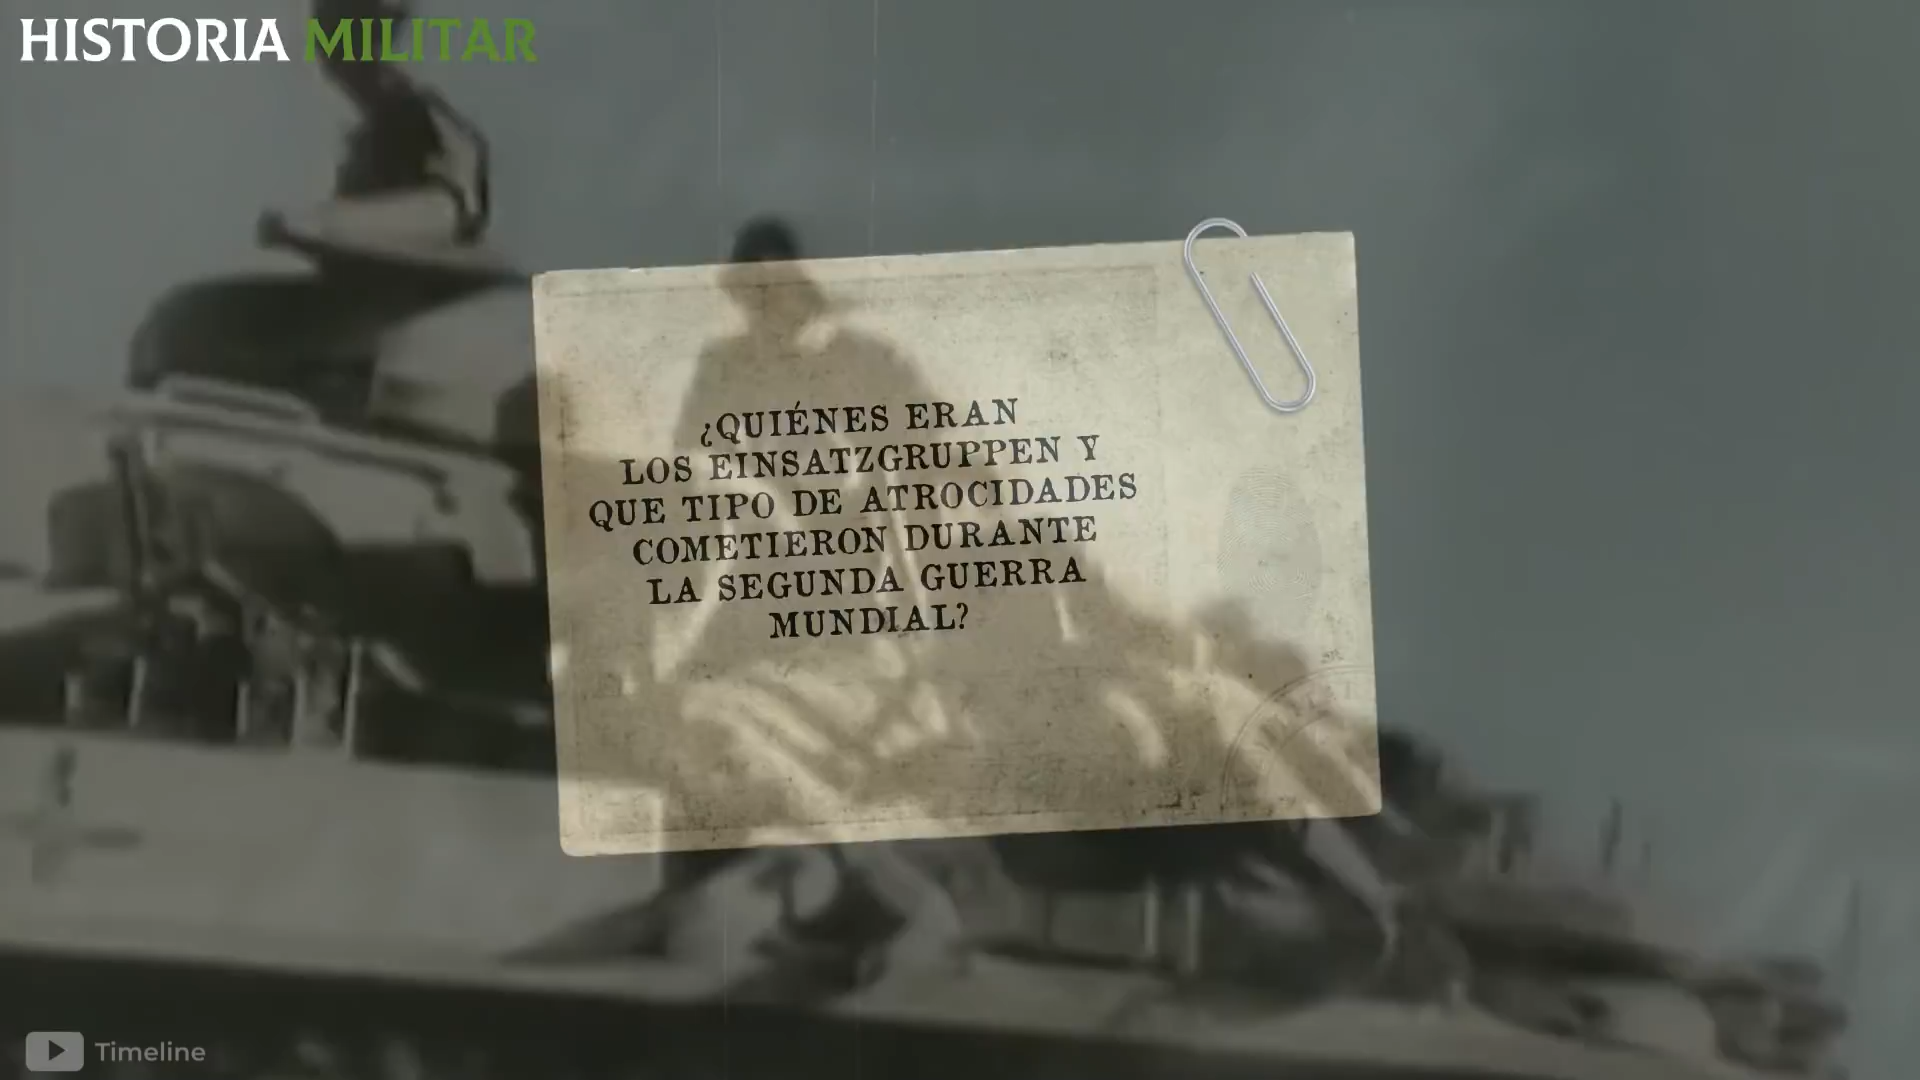 HISTORIA MILITAR
¿QUIÉNES ERAN
LOS EINSATZGRUPPEN Y
QUE TIPO DE ATROCIDADES
COMETIERON DURANTE
LA SEGUNDA GUERRA
MUNDIAL?
Timeline